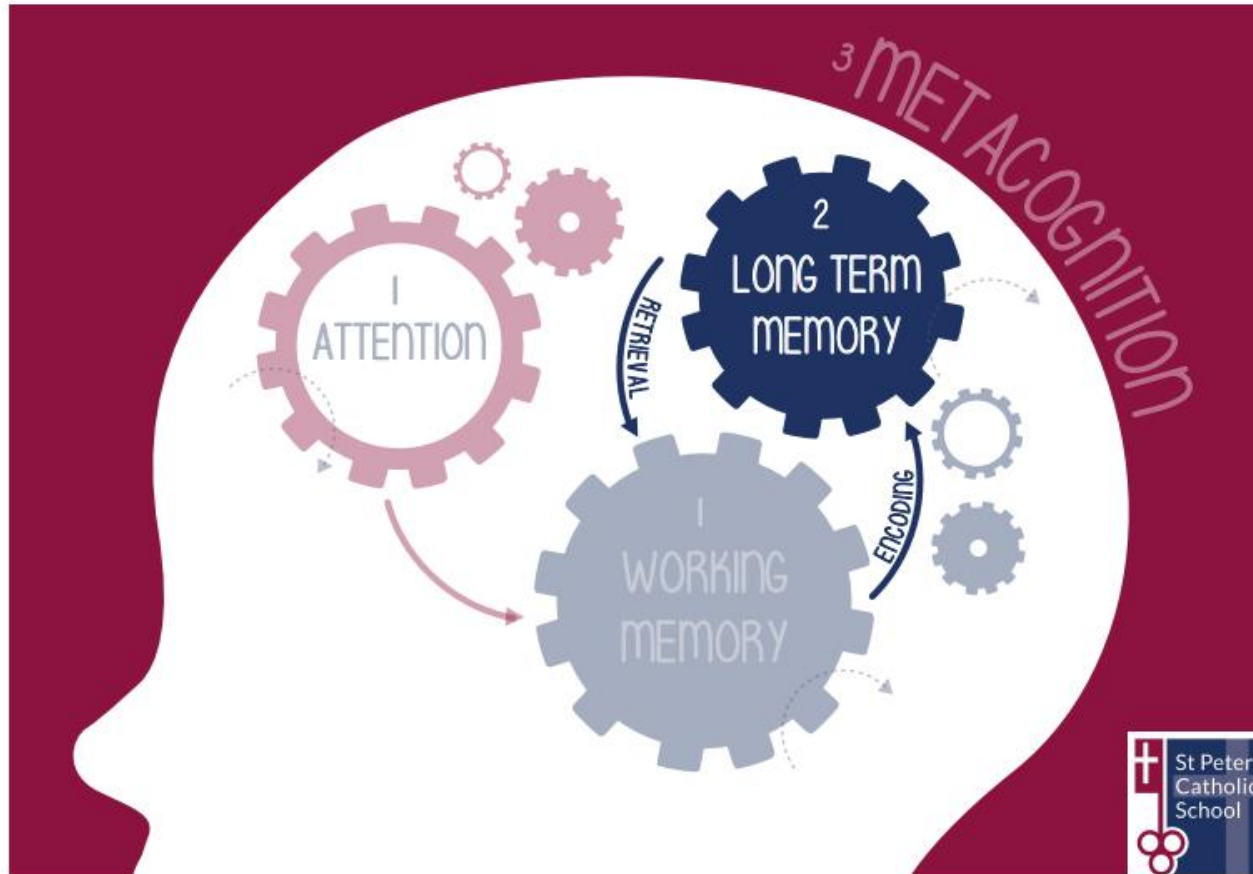 3 METACOGNITION
1
ATTENTION
RETRIEVAL
2
LONG TERM
MEMORY
ENCODING
1
WORKING
MEMORY
St Peter
Catholic
School